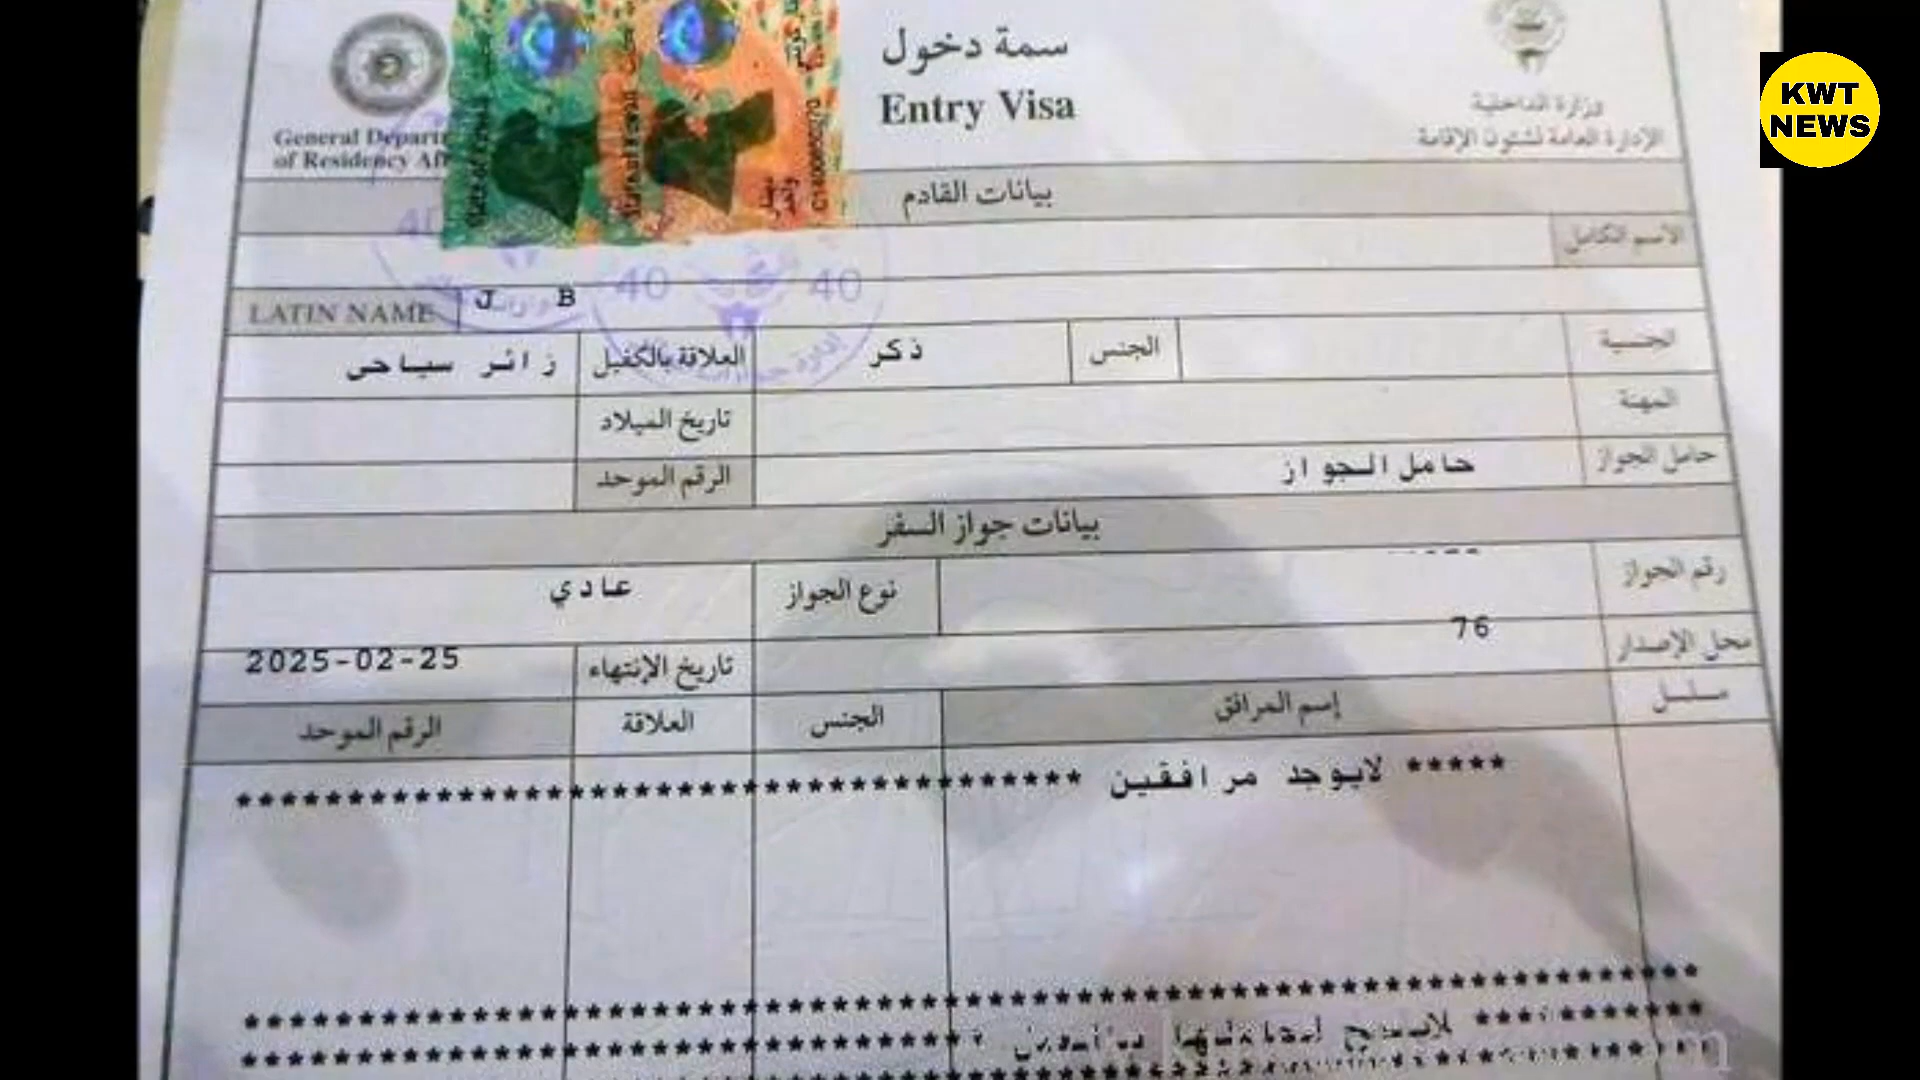 KWT
NEWS
سمة دخول
Entry Visa
وزارة الداخلية
الإدارة العامة لشئون الإقامة
General Depart
of Residency Af
بيانات القادم
الاسم الكامل
40 40
LATIN NAME J B
الجنسية الجنس ذكر العلاقة بالكفيل زائر سياحى
المهنة تاريخ الميلاد
حامل الجواز حامل الجواز الرقم الموحد
بيانات جواز السفر
رقم الجواز نوع الجواز عادي
محل الإصدار 76 تاريخ الإنتهاء 2025-02-25
إسم المرافق الجنس العلاقة الرقم الموحد
***** لايوجد مرافقين *****************************